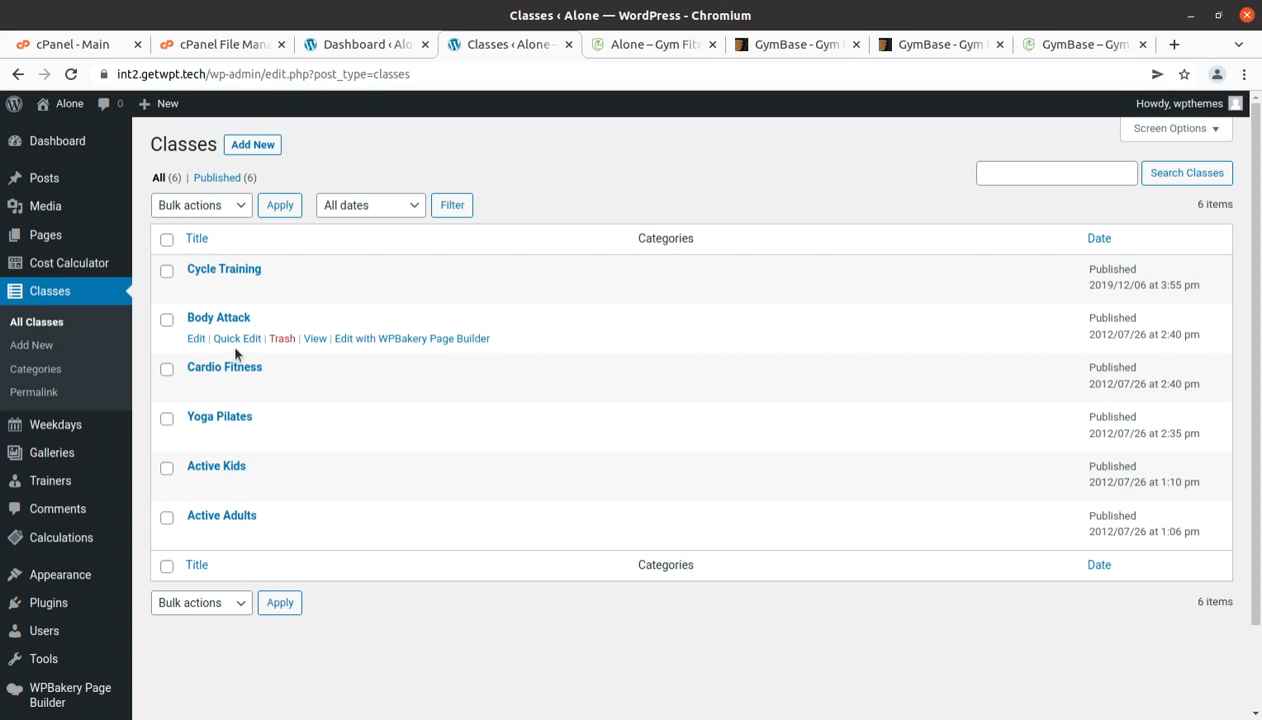 Classes ‹ Alone — WordPress - Chromium
cPanel - Main
cPanel File Man
Dashboard ‹ Alo
Classes ‹ Alone -
Alone – Gym Fit
GymBase - Gym
GymBase - Gym
GymBase – Gym
int2.getwpt.tech/wp-admin/edit.php?post_type=classes
Alone
0
New
Howdy, wpthemes
Dashboard
Posts
Media
Pages
Cost Calculator
Classes
All Classes
Add New
Categories
Permalink
Weekdays
Galleries
Trainers
Comments
Calculations
Appearance
Plugins
Users
Tools
WPBakery Page
Builder
Screen Options
Classes Add New
All (6) | Published (6)
Search Classes
Bulk actions Apply All dates Filter 6 items
Title Categories Date
Cycle Training Published
2019/12/06 at 3:55 pm
Body Attack Published
Edit | Quick Edit | Trash | View | Edit with WPBakery Page Builder 2012/07/26 at 2:40 pm
Cardio Fitness Published
2012/07/26 at 2:40 pm
Yoga Pilates Published
2012/07/26 at 2:35 pm
Active Kids Published
2012/07/26 at 1:10 pm
Active Adults Published
2012/07/26 at 1:06 pm
Title Categories Date
Bulk actions Apply 6 items